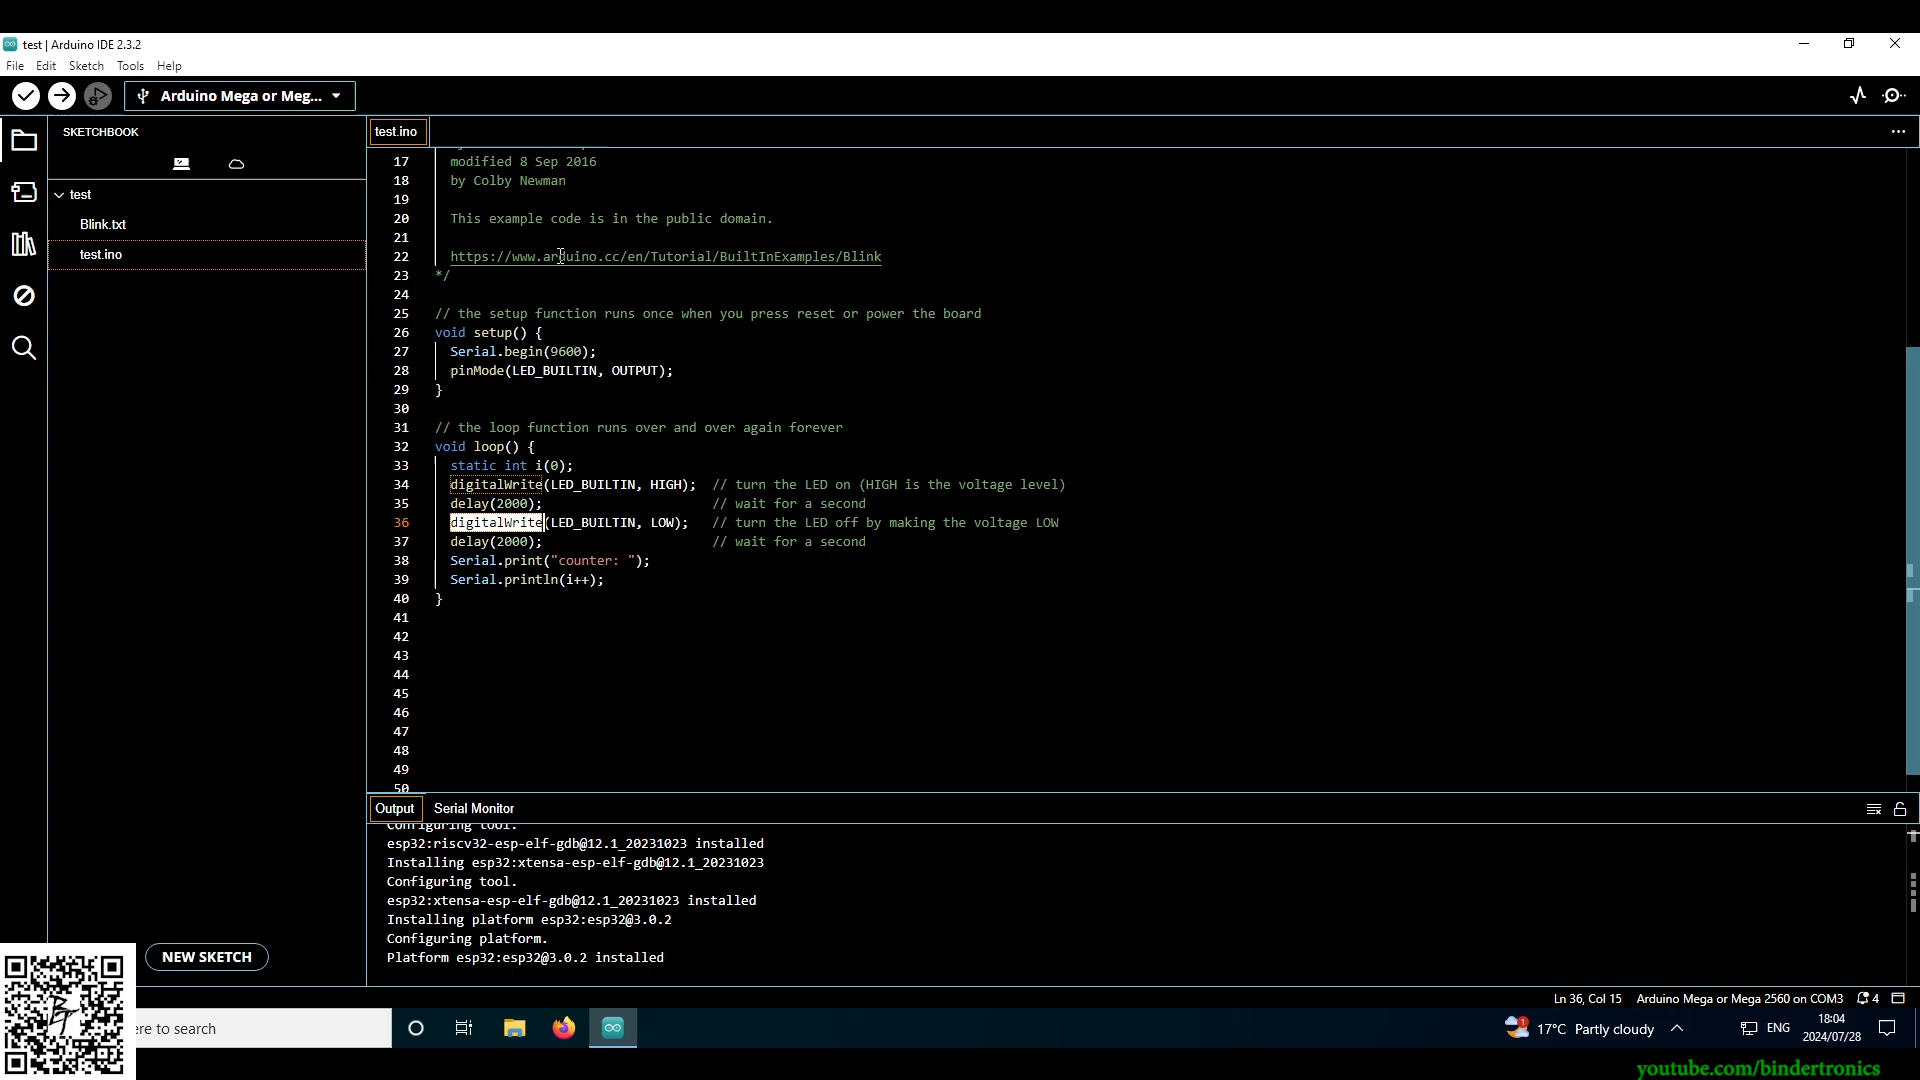 test | Arduino IDE 2.3.2
File Edit Sketch Tools Help
Arduino Mega or Meg...
SKETCHBOOK
test
Blink.txt
test.ino
NEW SKETCH
test.ino
17 modified 8 Sep 2016
18 by Colby Newman
19
20 This example code is in the public domain.
21
22 https://www.arduino.cc/en/Tutorial/BuiltInExamples/Blink
23 */
24
25 // the setup function runs once when you press reset or power the board
26 void setup() {
27 Serial.begin(9600);
28 pinMode(LED_BUILTIN, OUTPUT);
29 }
30
31 // the loop function runs over and over again forever
32 void loop() {
33 static int i(0);
34 digitalWrite(LED_BUILTIN, HIGH); // turn the LED on (HIGH is the voltage level)
35 delay(2000); // wait for a second
36 digitalWrite(LED_BUILTIN, LOW); // turn the LED off by making the voltage LOW
37 delay(2000); // wait for a second
38 Serial.print("counter: ");
39 Serial.println(i++);
40 }
41
42
43
44
45
46
47
48
49
50
Output Serial Monitor
Configuring tool.
esp32:riscv32-esp-elf-gdb@12.1_20231023 installed
Installing esp32:xtensa-esp-elf-gdb@12.1_20231023
Configuring tool.
esp32:xtensa-esp-elf-gdb@12.1_20231023 installed
Installing platform esp32:esp32@3.0.2
Configuring platform.
Platform esp32:esp32@3.0.2 installed
Ln 36, Col 15 Arduino Mega or Mega 2560 on COM3 4
ere to search
1 17°C Partly cloudy ENG
18:04
2024/07/28
BT
youtube.com/bindertronics